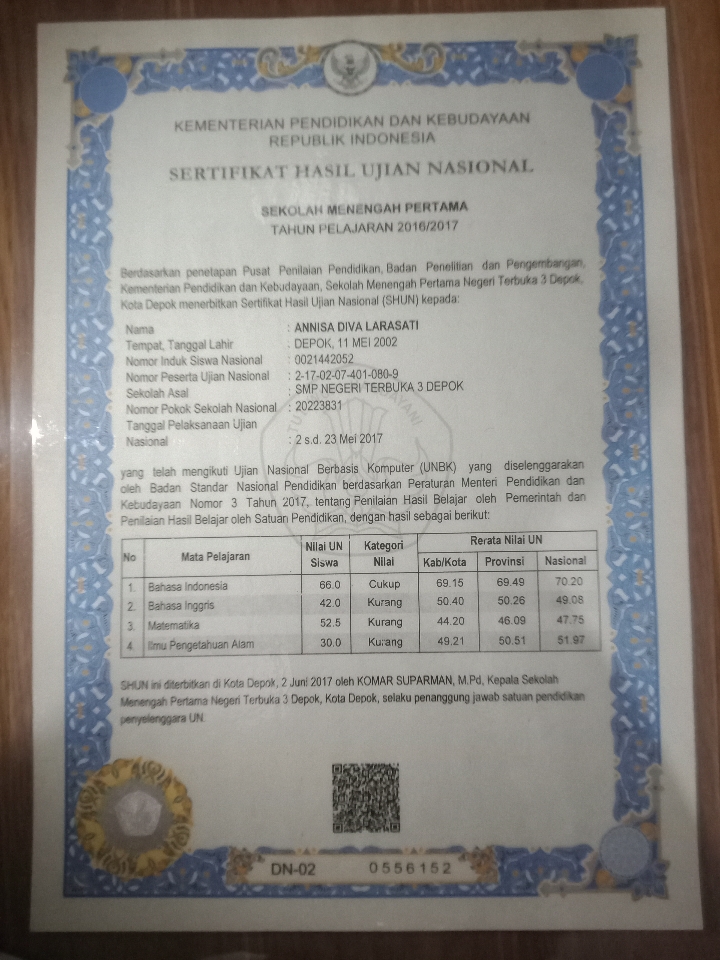 KEMENTERIAN PENDIDIKAN DAN KEBUDAYAAN
REPUBLIK INDONESIA
SERTIFIKAT HASIL UJIAN NASIONAL
SEKOLAH MENENGAH PERTAMA
TAHUN PELAJARAN 2016/2017
Berdasarkan penetapan Pusat Penilaian Pendidikan, Badan Penelitian dan Pengembangan,
Kementerian Pendidikan dan Kebudayaan, Sekolah Menengah Pertama Negeri Terbuka 3 Depok,
Kota Depok menerbitkan Sertifikat Hasil Ujian Nasional (SHUN) kepada:
Nama : ANNISA DIVA LARASATI
Tempat, Tanggal Lahir : DEPOK, 11 MEI 2002
Nomor Induk Siswa Nasional : 0021442052
Nomor Peserta Ujian Nasional : 2-17-02-07-401-080-9
Sekolah Asal : SMP NEGERI TERBUKA 3 DEPOK
Nomor Pokok Sekolah Nasional : 20223831
Tanggal Pelaksanaan Ujian
Nasional : 2 s.d. 23 Mei 2017
yang telah mengikuti Ujian Nasional Berbasis Komputer (UNBK) yang diselenggarakan
oleh Badan Standar Nasional Pendidikan berdasarkan Peraturan Menteri Pendidikan dan
Kebudayaan Nomor 3 Tahun 2017, tentang Penilaian Hasil Belajar oleh Pemerintah dan
Penilaian Hasil Belajar oleh Satuan Pendidikan, dengan hasil sebagai berikut:
No Mata Pelajaran Nilai UN Siswa Kategori Nilai Rerata Nilai UN
Kab/Kota Provinsi Nasional
1. Bahasa Indonesia 66.0 Cukup 69.15 69.49 70.20
2. Bahasa Inggris 42.0 Kurang 50.40 50.26 49.08
3. Matematika 52.5 Kurang 44.20 46.09 47.75
4. Ilmu Pengetahuan Alam 30.0 Kurang 49.21 50.51 51.97
SHUN ini diterbitkan di Kota Depok, 2 Juni 2017 oleh KOMAR SUPARMAN, M.Pd, Kepala Sekolah
Menengah Pertama Negeri Terbuka 3 Depok, Kota Depok, selaku penanggung jawab satuan pendidikan
penyelenggara UN.
DN-02 0556152